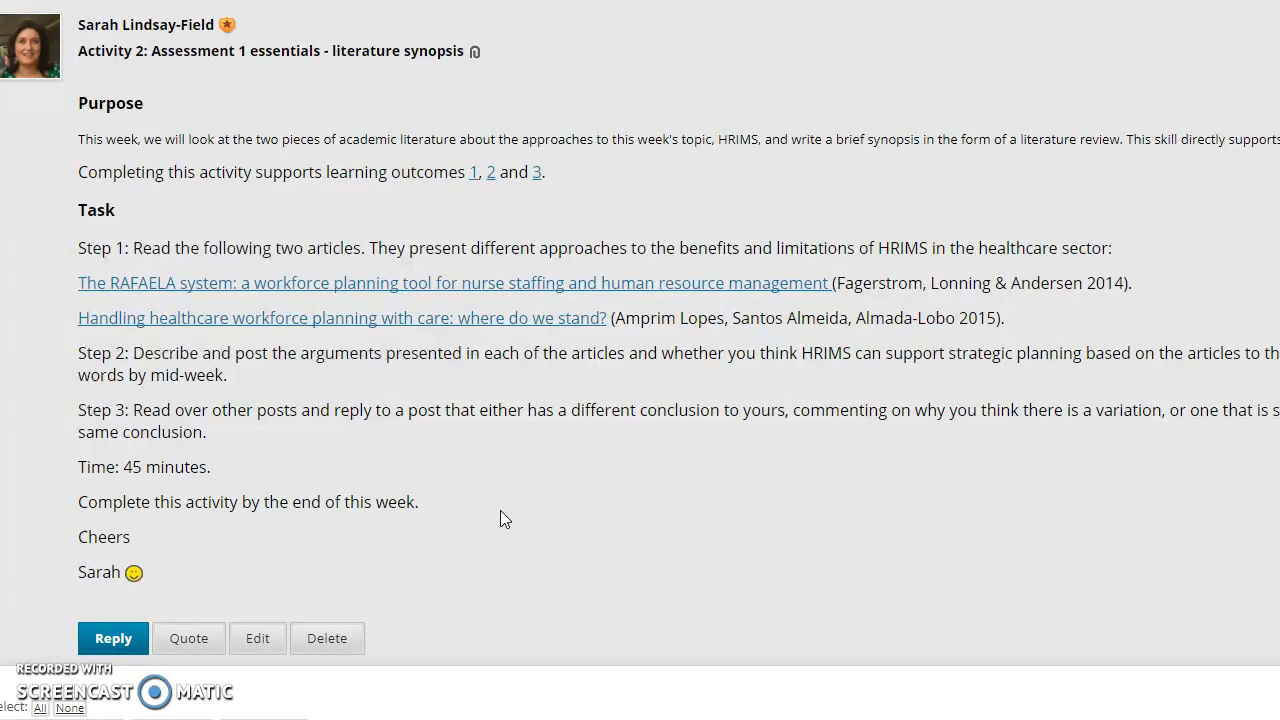 Sarah Lindsay-Field
Activity 2: Assessment 1 essentials - literature synopsis
Purpose
This week, we will look at the two pieces of academic literature about the approaches to this week's topic, HRIMS, and write a brief synopsis in the form of a literature review. This skill directly supports
Completing this activity supports learning outcomes 1, 2 and 3.
Task
Step 1: Read the following two articles. They present different approaches to the benefits and limitations of HRIMS in the healthcare sector:
The RAFAELA system: a workforce planning tool for nurse staffing and human resource management (Fagerstrom, Lonning & Andersen 2014).
Handling healthcare workforce planning with care: where do we stand? (Amprim Lopes, Santos Almeida, Almada-Lobo 2015).
Step 2: Describe and post the arguments presented in each of the articles and whether you think HRIMS can support strategic planning based on the articles to th
words by mid-week.
Step 3: Read over other posts and reply to a post that either has a different conclusion to yours, commenting on why you think there is a variation, or one that is s
same conclusion.
Time: 45 minutes.
Complete this activity by the end of this week.
Cheers
Sarah
Reply Quote Edit Delete
RECORDED WITH
SCREENCAST MATIC
elect: All None